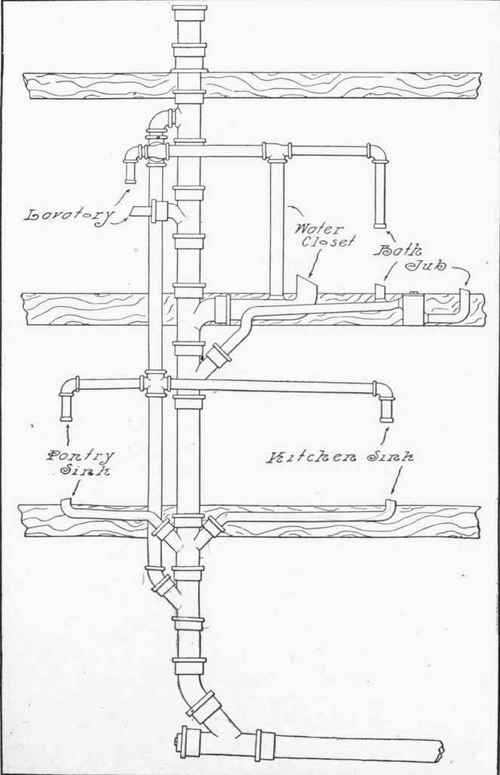 Lavatory
Water
Closet
Bath
Tub
Pantry
Sink
Kitchen Sink